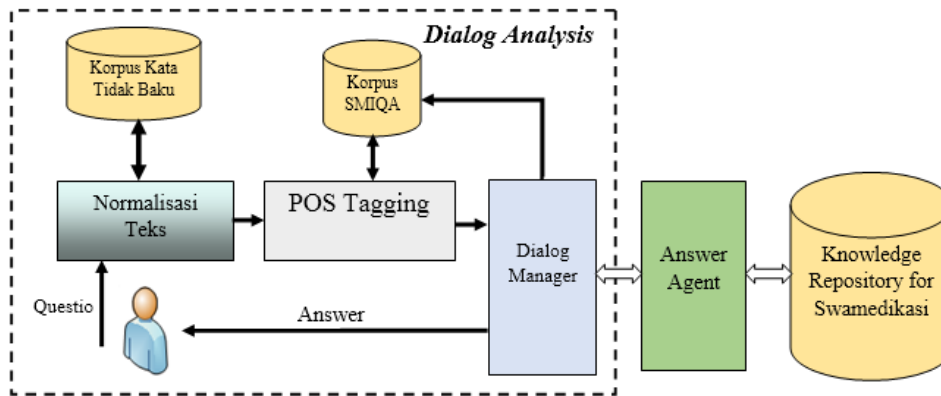 Dialog Analysis
Korpus Kata
Tidak Baku
Korpus
SMIQA
Normalisasi
Teks
POS Tagging
Dialog
Manager
Answer
Agent
Knowledge
Repository for
Swamedikasi
Questio
Answer